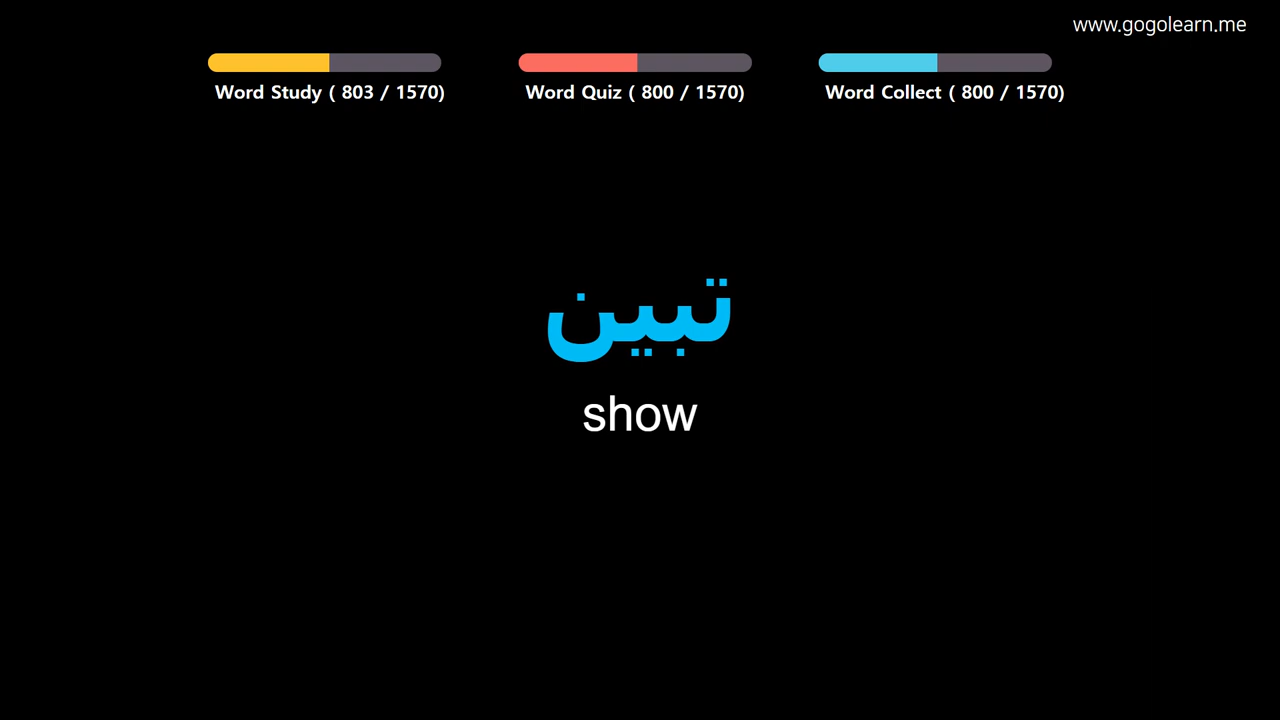 www.gogolearn.me
Word Study ( 803 / 1570)
Word Quiz ( 800 / 1570)
Word Collect ( 800 / 1570)
تبين
show